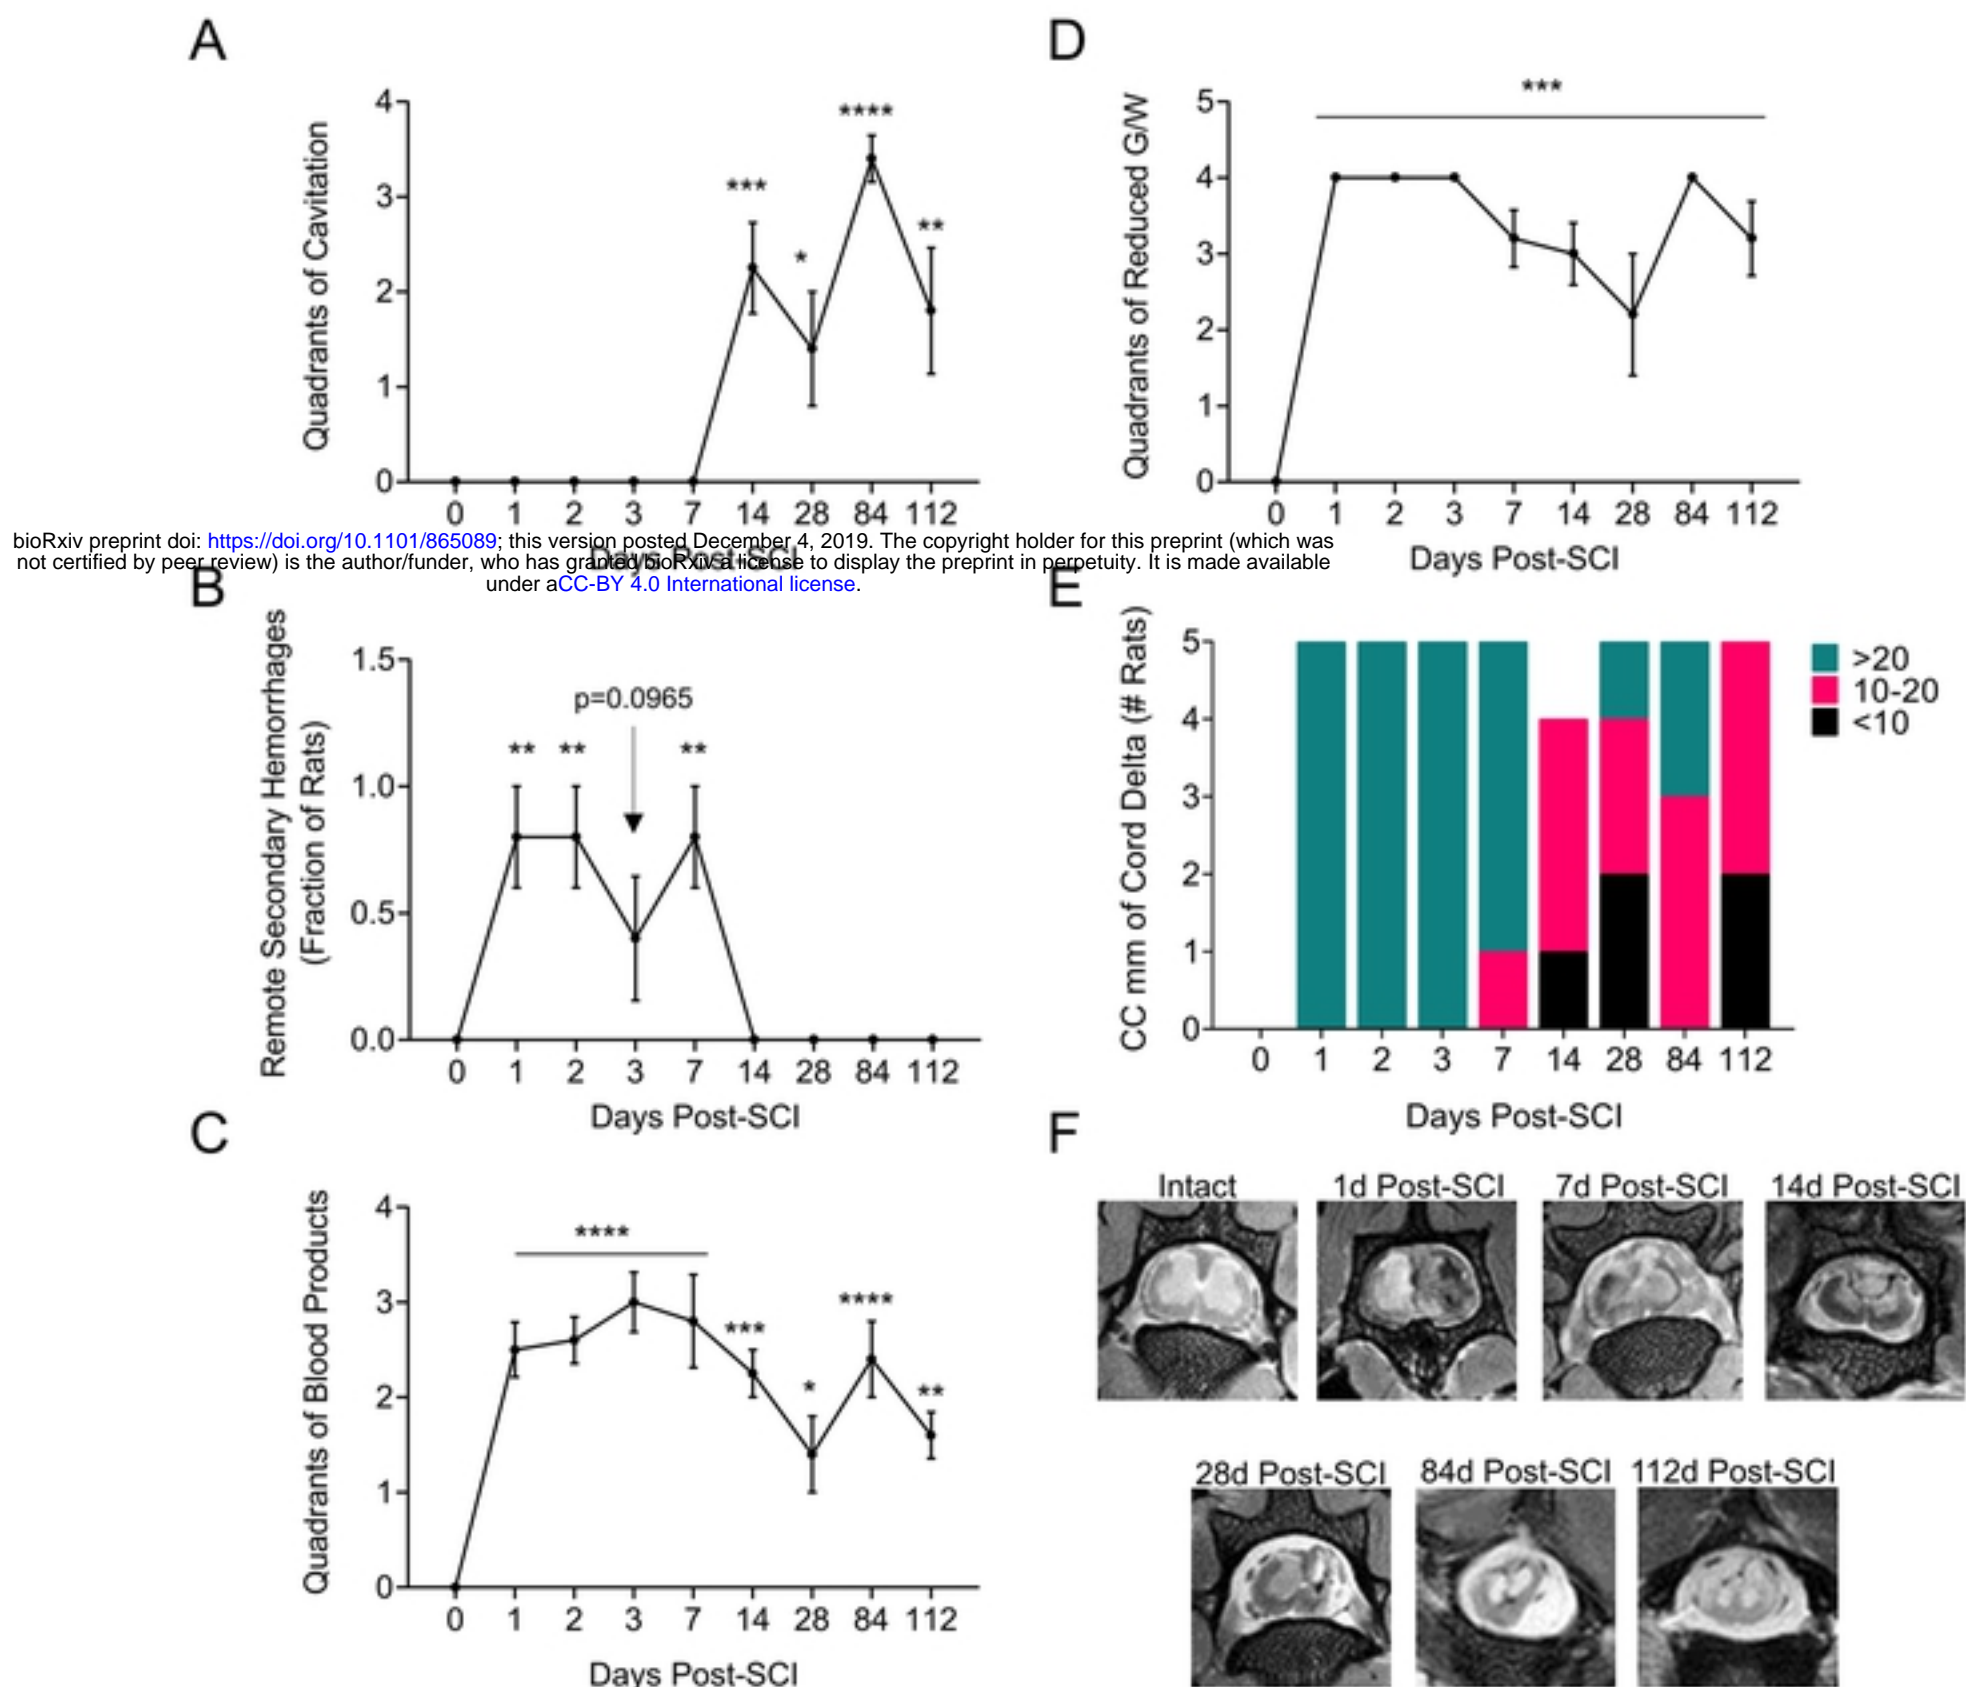 A
Quadrants of Cavitation
4
3
2
1
0
***
*
****
**
0 1 2 3 7 14 28 84 112
Days Post-SCI
D
Quadrants of Reduced G/W
5
4
3
2
1
0
***
0 1 2 3 7 14 28 84 112
Days Post-SCI
bioRxiv preprint doi: https://doi.org/10.1101/865089; this version posted December 4, 2019. The copyright holder for this preprint (which was
not certified by peer review) is the author/funder, who has granted bioRxiv a license to display the preprint in perpetuity. It is made available
under aCC-BY 4.0 International license.
B
Remote Secondary Hemorrhages
(Fraction of Rats)
1.5
1.0
0.5
0.0
p=0.0965
** ** **
0 1 2 3 7 14 28 84 112
Days Post-SCI
E
CC mm of Cord Delta (# Rats)
5
4
3
2
1
0
>20
10-20
<10
0 1 2 3 7 14 28 84 112
Days Post-SCI
C
Quadrants of Blood Products
4
3
2
1
0
****
***
*
****
**
0 1 2 3 7 14 28 84 112
Days Post-SCI
F
Intact 1d Post-SCI 7d Post-SCI 14d Post-SCI
28d Post-SCI 84d Post-SCI 112d Post-SCI